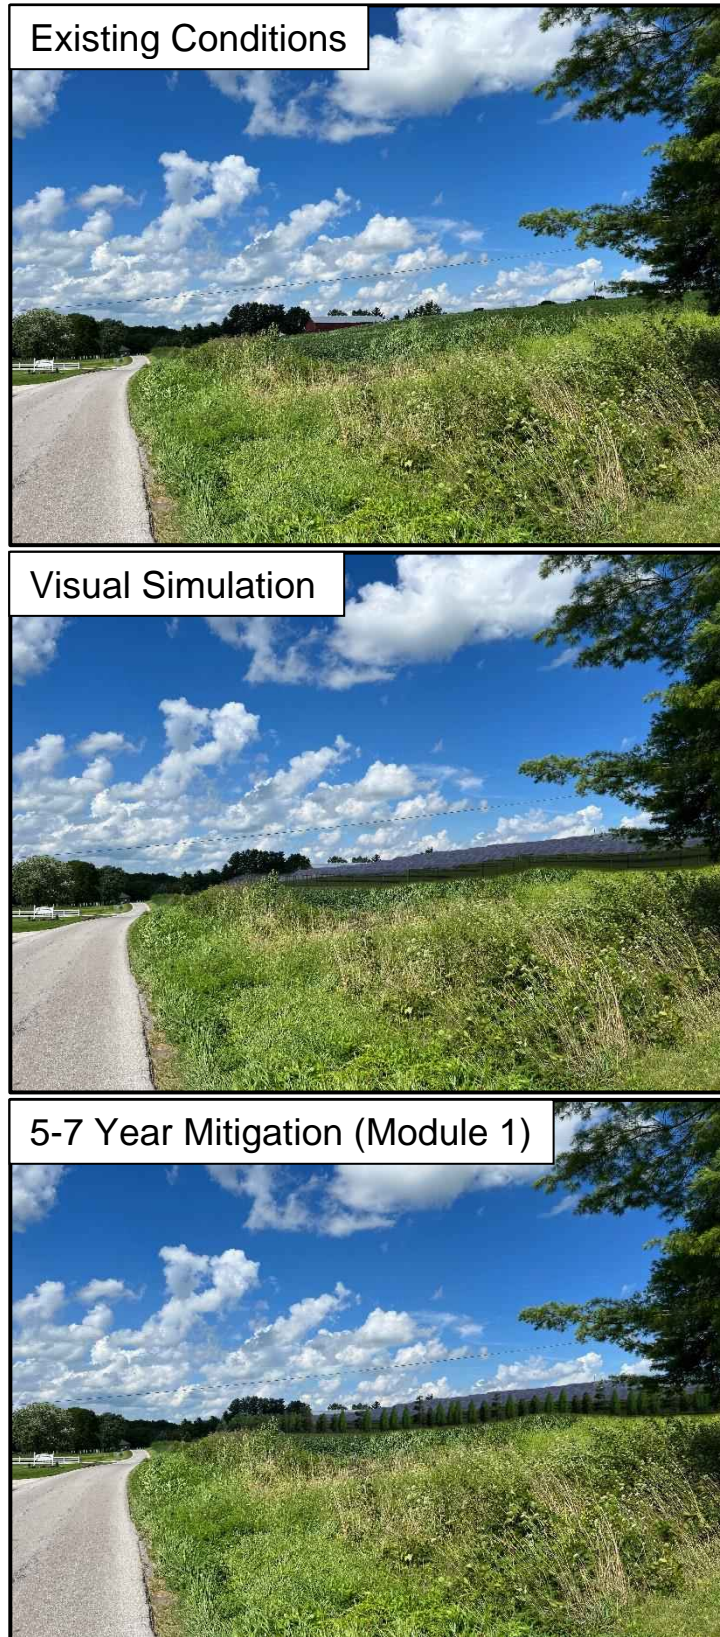 Existing Conditions
Visual Simulation
5-7 Year Mitigation (Module 1)